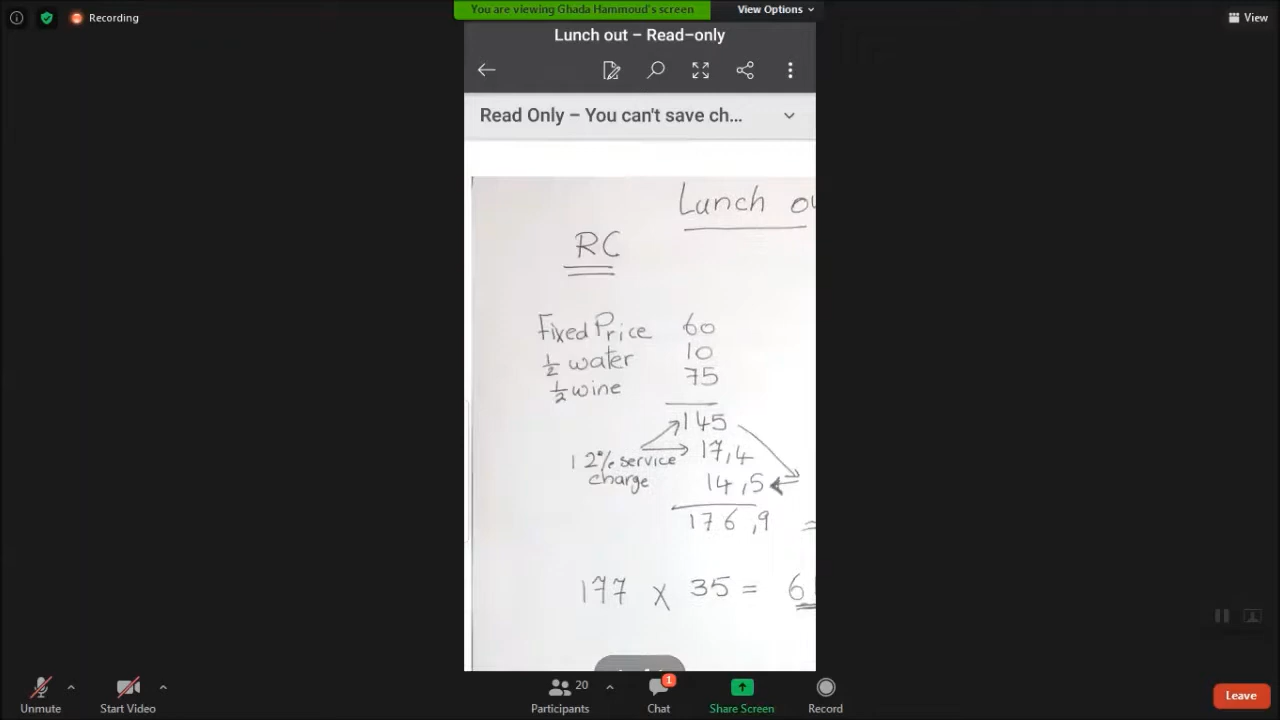 Recording
You are viewing Ghada Hammoud's screen
View Options
View
Lunch out – Read–only
Read Only – You can't save ch...
Lunch ou
RC
Fixed Price 60
1/2 water 10
1/2 wine 75
145
12% service charge 17,4
14,5
176,9 =
177 x 35 = 6
Unmute
Start Video
Participants
20
Chat
1
Share Screen
Record
Leave